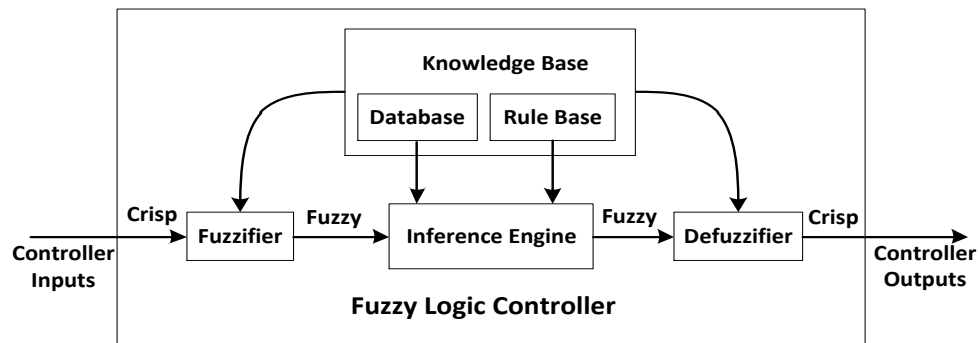 Knowledge Base
Database
Rule Base
Crisp
Fuzzy
Fuzzy
Crisp
Fuzzifier
Inference Engine
Defuzzifier
Controller
Inputs
Controller
Outputs
Fuzzy Logic Controller